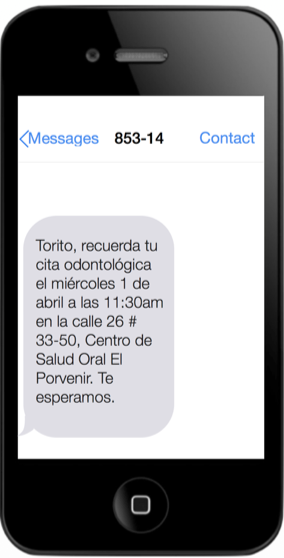 Messages 853-14 Contact
Torito, recuerda tu
cita odontológica
el miércoles 1 de
abril a las 11:30am
en la calle 26 #
33-50, Centro de
Salud Oral El
Porvenir. Te
esperamos.